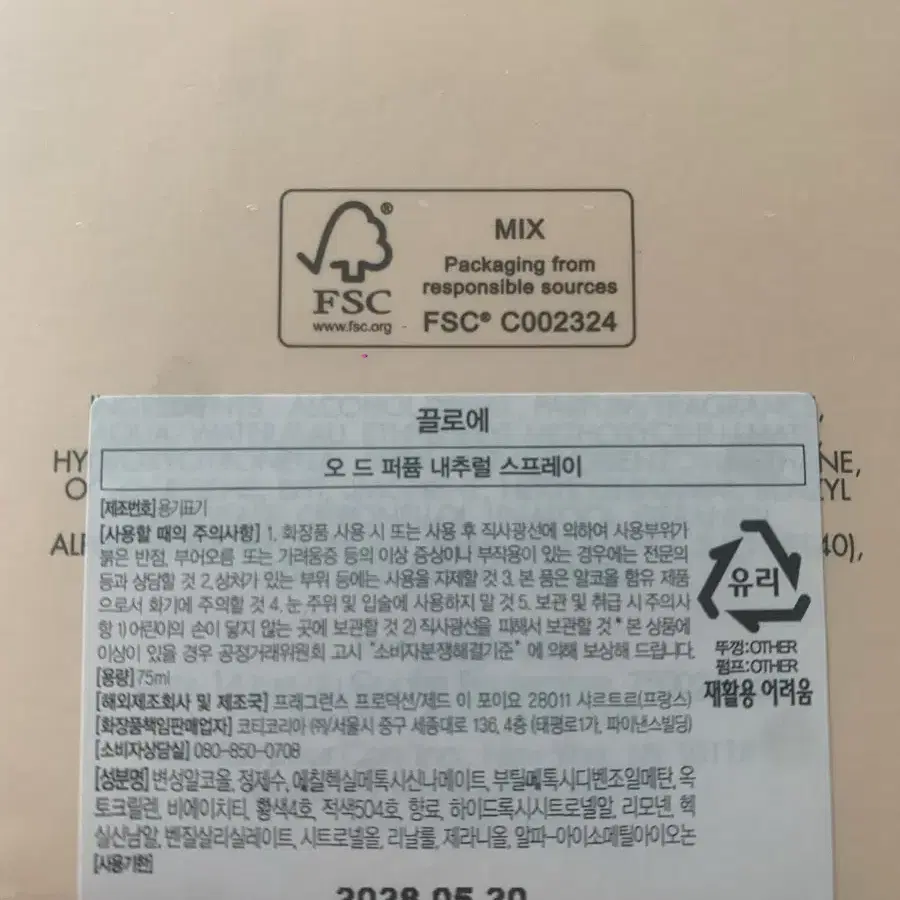 FSC®
www.fsc.org
MIX
Packaging from
responsible sources
FSC® C002324
끌로에
오 드 퍼퓸 내추럴 스프레이
HY NE,
O ZYL
[제조번호] 용기표기
[사용할 때의 주의사항] 1. 화장품 사용 시 또는 사용 후 직사광선에 의하여 사용부위가
붉은 반점, 부어오름 또는 가려움증 등의 이상 증상이나 부작용이 있는 경우에는 전문의
등과 상담할 것 2. 상처가 있는 부위 등에는 사용을 자제할 것 3. 본 품은 알코올 함유 제품
으로서 화기에 주의할 것 4. 눈 주위 및 입술에 사용하지 말 것 5. 보관 및 취급 시 주의사
항 1) 어린이의 손이 닿지 않는 곳에 보관할 것 2) 직사광선을 피해서 보관할 것 * 본 상품에
이상이 있을 경우 공정거래위원회 고시 "소비자분쟁해결기준" 에 의해 보상해 드립니다.
AL 40),
유리
뚜껑:OTHER
펌프:OTHER
재활용 어려움
[용량] 75ml
[해외제조회사 및 제조국] 프래그런스 프로덕션/제드 이 포이요 28011 샤르트르(프랑스)
[화장품책임판매업자] 코티코리아 ㈜/서울시 중구 세종대로 136, 4층 (태평로1가, 파이낸스빌딩)
[소비자상담실] 080-850-0708
[성분명] 변성알코올, 정제수, 에칠헥실메톡시신나메이트, 부틸메톡시디벤조일메탄, 옥
토크릴렌, 비에이치티, 황색4호, 적색504호, 향료, 하이드록시시트로넬알, 리모넨, 헥
실신남알, 벤질살리실레이트, 시트로넬올, 리날룰, 제라니올, 알파-아이소메틸아이오논
[사용기한]
2028.05.20